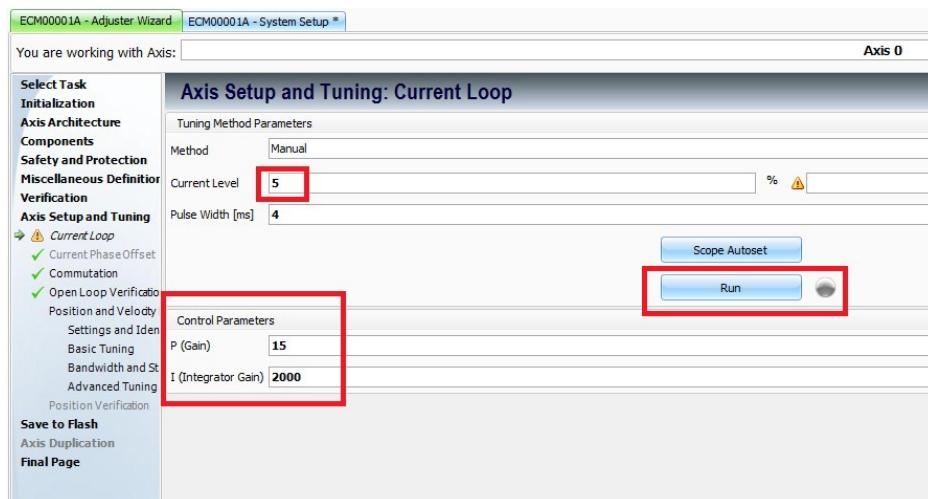 ECM00001A - Adjuster Wizard
ECM00001A - System Setup *
You are working with Axis:
Axis 0
Select Task
Initialization
Axis Architecture
Components
Safety and Protection
Miscellaneous Definition
Verification
Axis Setup and Tuning
Current Loop
Current Phase Offset
Commutation
Open Loop Verificatio
Position and Velocity
Settings and Iden
Basic Tuning
Bandwidth and St
Advanced Tuning
Position Verification
Save to Flash
Axis Duplication
Final Page
Axis Setup and Tuning: Current Loop
Tuning Method Parameters
Method Manual
Current Level 5 %
Pulse Width [ms] 4
Scope Autoset
Run
Control Parameters
P (Gain) 15
I (Integrator Gain) 2000